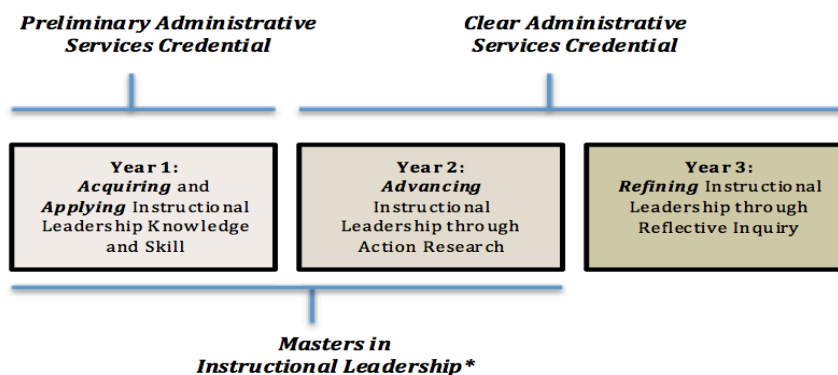 Preliminary Administrative
Services Credential
Clear Administrative
Services Credential
Year 1:
Acquiring and
Applying Instructional
Leadership Knowledge
and Skill
Year 2:
Advancing
Instructional
Leadership through
Action Research
Year 3:
Refining Instructional
Leadership through
Reflective Inquiry
Masters in
Instructional Leadership*